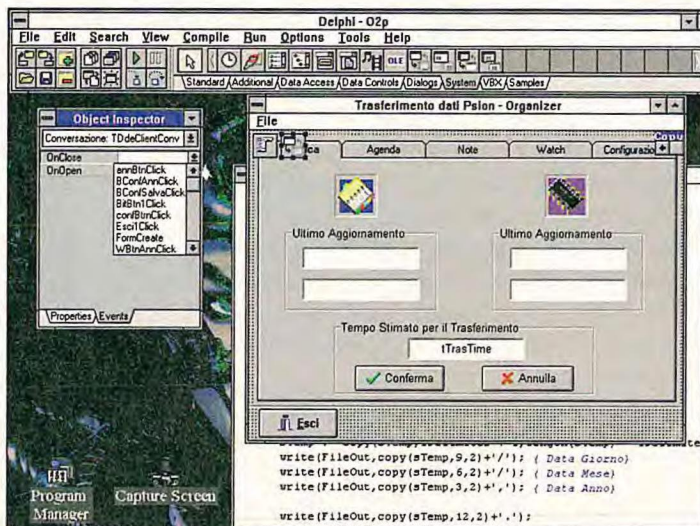 Delphi - O2p
File Edit Search View Compile Run Options Tools Help
OLE
Standard Additional Data Access Data Controls Dialogs System VBX Samples
Object Inspector
Conversazione: TDdeClientConv
OnClose
OnOpen
annBtnClick
BConfAnnClick
BConfSalvaClick
BitBtn1Click
confBtnClick
Esci1Click
FormCreate
WBtnAnnClick
Properties Events
Trasferimento dati Psion - Organizer
File
Copy
Agenda Note Watch Configurazio
Ultimo Aggiornamento
Ultimo Aggiornamento
Tempo Stimato per il Trasferimento
tTrasTime
Conferma Annulla
Esci
write(FileOut,copy(sTemp,9,2)+'/'); { Data Giorno}
write(FileOut,copy(sTemp,6,2)+'/'); { Data Mese}
write(FileOut,copy(sTemp,3,2)+','); { Data Anno}
write(FileOut,copy(sTemp,12,2)+'.');
Program
Manager
Capture Screen